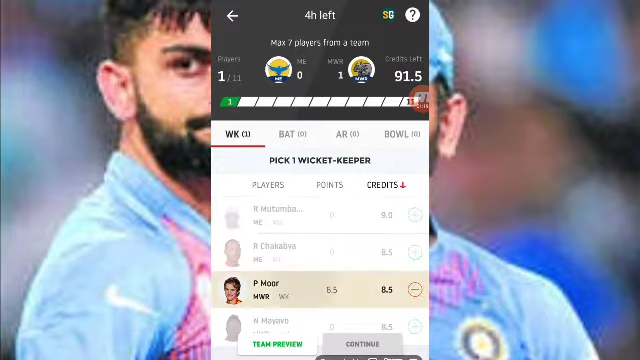 4h left
SG
?
Max 7 players from a team
Players ME MWR Credits Left
1 / 11 0 1 91.5
1
WK (1) BAT (0) AR (0) BOWL (0)
PICK 1 WICKET-KEEPER
PLAYERS POINTS CREDITS
R Mutumba... 0 9.0
ME WK
R Chakabva 0 8.5
ME WK
P Moor 6.5 8.5
MWR WK
N Mayavo 0 8.5
TEAM PREVIEW CONTINUE